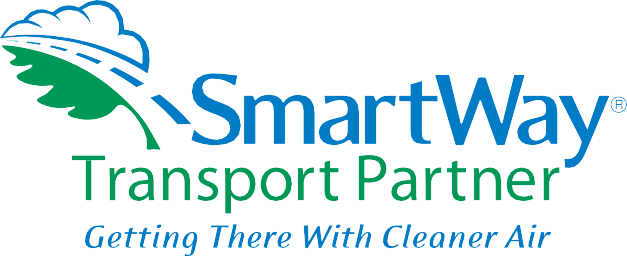 SmartWay®
Transport Partner
Getting There With Cleaner Air